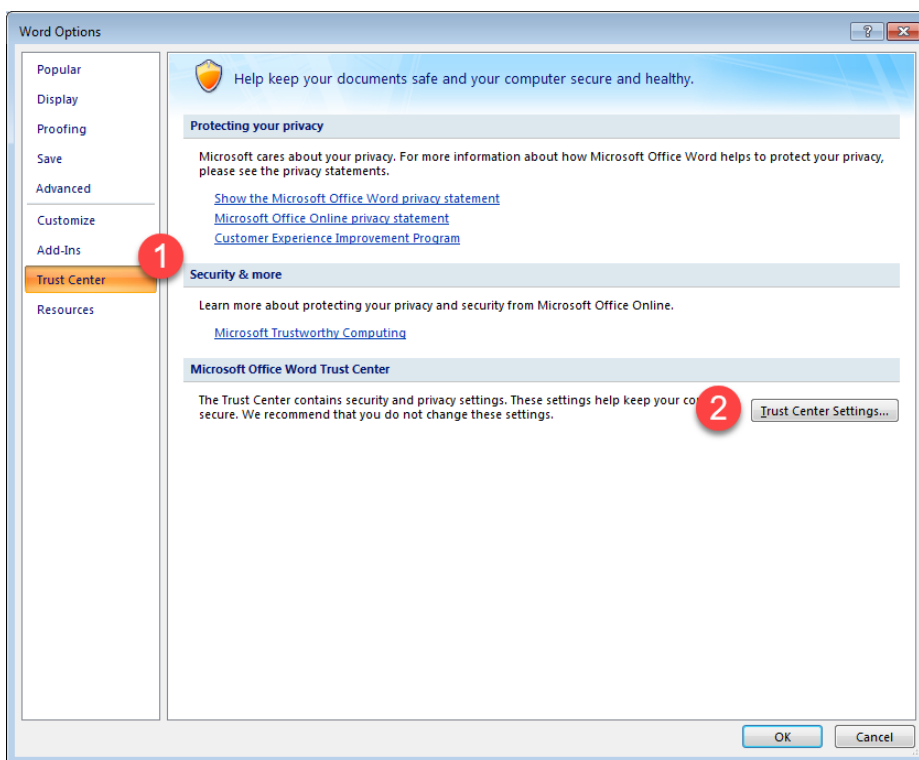 Word Options
Popular
Display
Proofing
Save
Advanced
Customize
Add-Ins
Trust Center
Resources
1
Help keep your documents safe and your computer secure and healthy.
Protecting your privacy
Microsoft cares about your privacy. For more information about how Microsoft Office Word helps to protect your privacy,
please see the privacy statements.
Show the Microsoft Office Word privacy statement
Microsoft Office Online privacy statement
Customer Experience Improvement Program
Security & more
Learn more about protecting your privacy and security from Microsoft Office Online.
Microsoft Trustworthy Computing
Microsoft Office Word Trust Center
The Trust Center contains security and privacy settings. These settings help keep your
secure. We recommend that you do not change these settings.
2
Trust Center Settings...
OK
Cancel